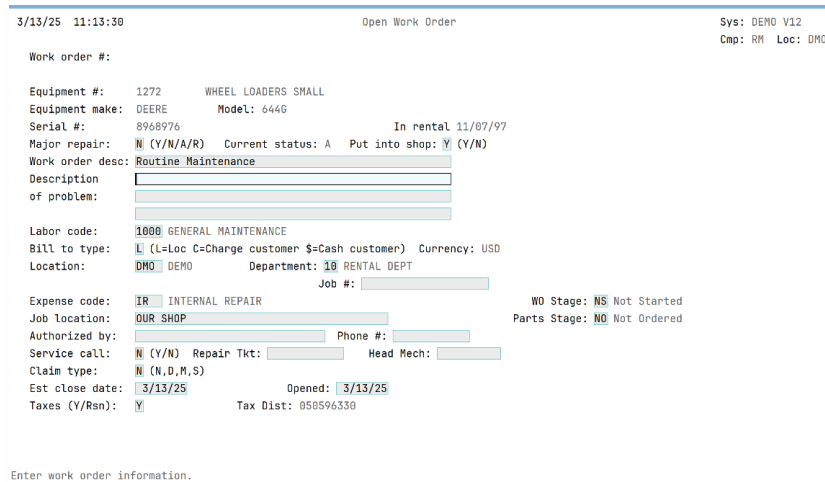 3/13/25 11:13:30 Open Work Order Sys: DEMO V12
Cmp: RM Loc: DMO
Work order #:
Equipment #: 1272 WHEEL LOADERS SMALL
Equipment make: DEERE Model: 644G
Serial #: 8968976 In rental 11/07/97
Major repair: N (Y/N/A/R) Current status: A Put into shop: Y (Y/N)
Work order desc: Routine Maintenance
Description
of problem:
Labor code: 1000 GENERAL MAINTENANCE
Bill to type: L (L=Loc C=Charge customer $=Cash customer) Currency: USD
Location: DMO DEMO Department: 10 RENTAL DEPT
Job #:
Expense code: IR INTERNAL REPAIR WO Stage: NS Not Started
Job location: OUR SHOP Parts Stage: NO Not Ordered
Authorized by: Phone #:
Service call: N (Y/N) Repair Tkt: Head Mech:
Claim type: N (N,D,M,S)
Est close date: 3/13/25 Opened: 3/13/25
Taxes (Y/Rsn): Y Tax Dist: 050596330
Enter work order information.